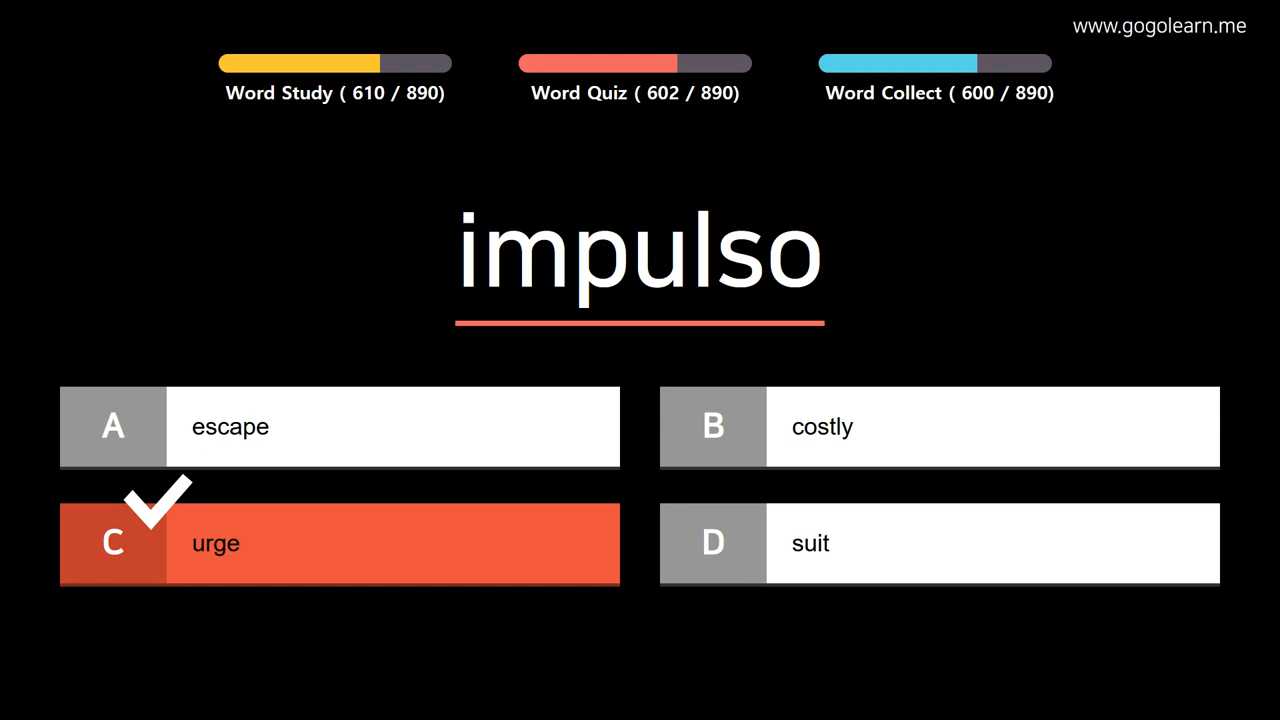 www.gogolearn.me
Word Study ( 610 / 890)
Word Quiz ( 602 / 890)
Word Collect ( 600 / 890)
impulso
A escape
B costly
C urge
D suit